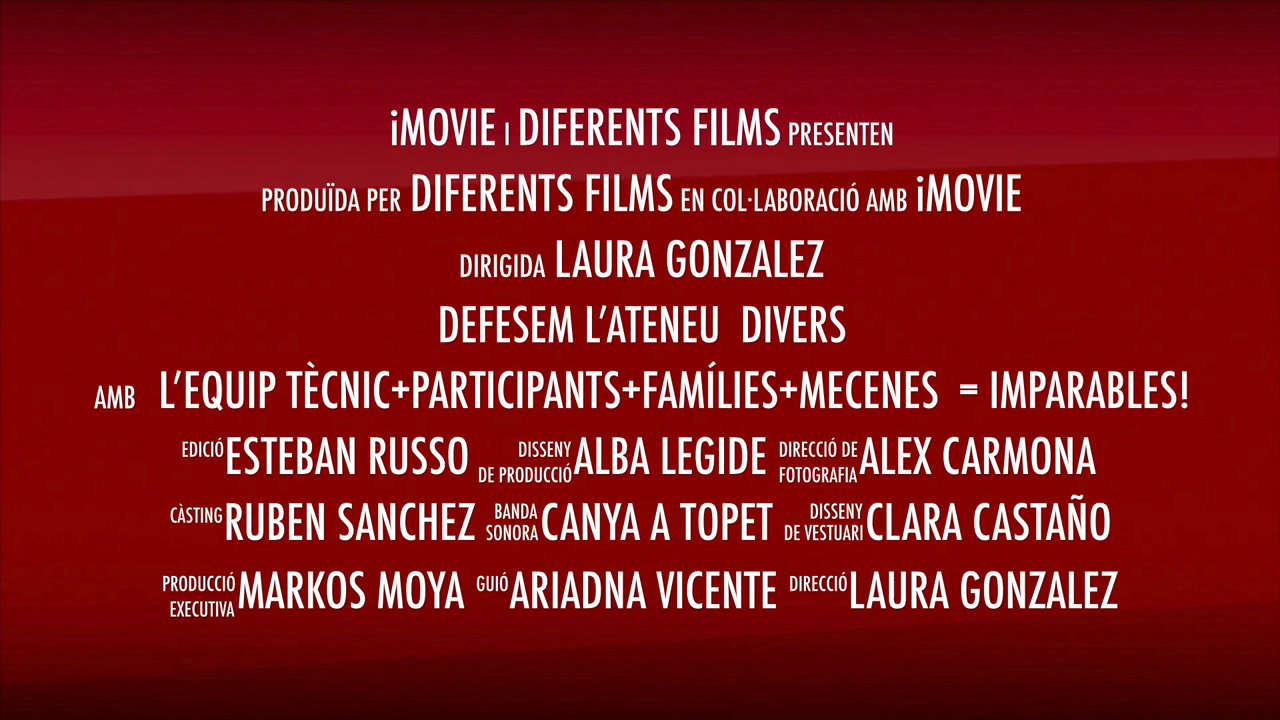 iMOVIE I DIFERENTS FILMS PRESENTEN
PRODUÏDA PER DIFERENTS FILMS EN COL·LABORACIÓ AMB iMOVIE
DIRIGIDA LAURA GONZALEZ
DEFESEM L'ATENEU DIVERS
AMB L'EQUIP TÈCNIC+PARTICIPANTS+FAMÍLIES+MECENES = IMPARABLES!
EDICIÓ ESTEBAN RUSSO DISSENY DE PRODUCCIÓ ALBA LEGIDE DIRECCIÓ DE FOTOGRAFIA ALEX CARMONA
CÀSTING RUBEN SANCHEZ BANDA SONORA CANYA A TOPET DISSENY DE VESTUARI CLARA CASTAÑO
PRODUCCIÓ EXECUTIVA MARKOS MOYA GUIÓ ARIADNA VICENTE DIRECCIÓ LAURA GONZALEZ